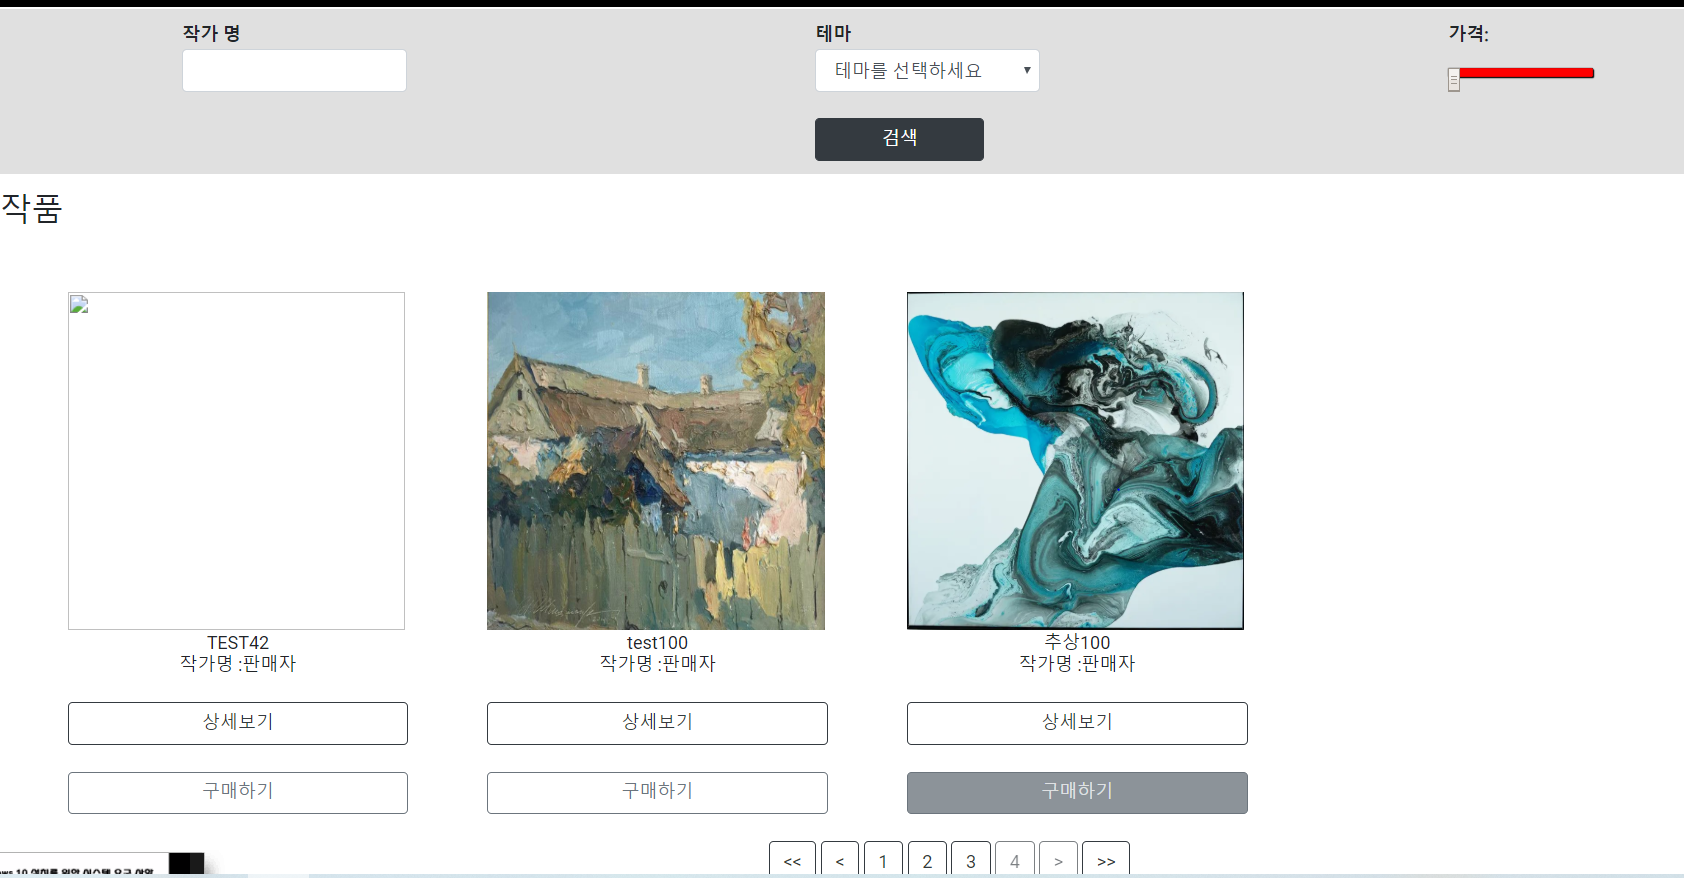 작가 명
테마
가격:
테마를 선택하세요
검색
작품
TEST42
작가명 :판매자
상세보기
구매하기
test100
작가명 :판매자
상세보기
구매하기
추상100
작가명 :판매자
상세보기
구매하기
<< < 1 2 3 4 > >>